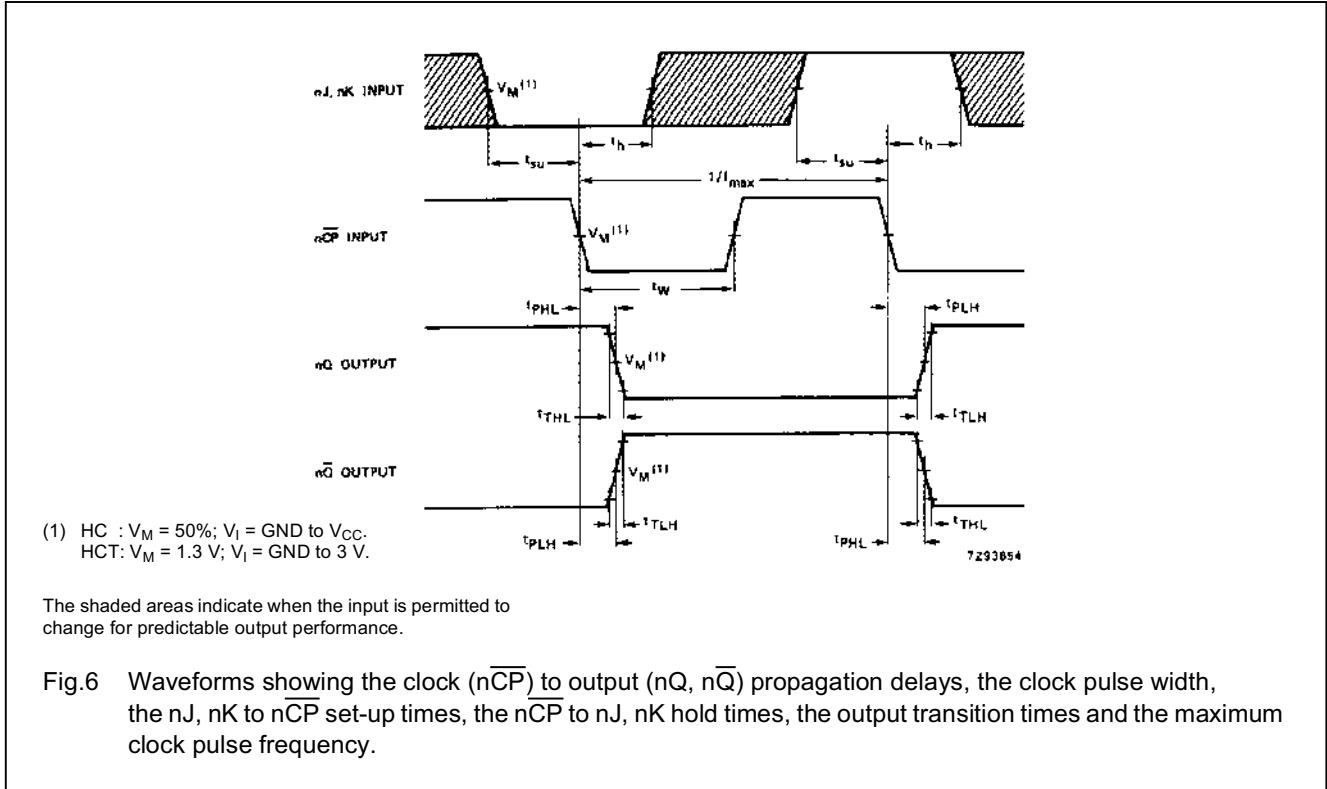 nJ, nK INPUT
V_M(1)
t_h
t_h
t_su
t_su
1/f_max
nC̅P̅ INPUT
V_M(1)
t_W
t_PHL
t_PLH
nQ OUTPUT
V_M(1)
t_THL
t_TLH
nQ̅ OUTPUT
V_M(1)
t_TLH
t_THL
t_PLH
t_PHL
7Z93654
(1) HC : V_M = 50%; V_I = GND to V_CC.
HCT: V_M = 1.3 V; V_I = GND to 3 V.
The shaded areas indicate when the input is permitted to
change for predictable output performance.
Fig.6 Waveforms showing the clock (nC̅P̅) to output (nQ, nQ̅) propagation delays, the clock pulse width,
the nJ, nK to nC̅P̅ set-up times, the nC̅P̅ to nJ, nK hold times, the output transition times and the maximum
clock pulse frequency.